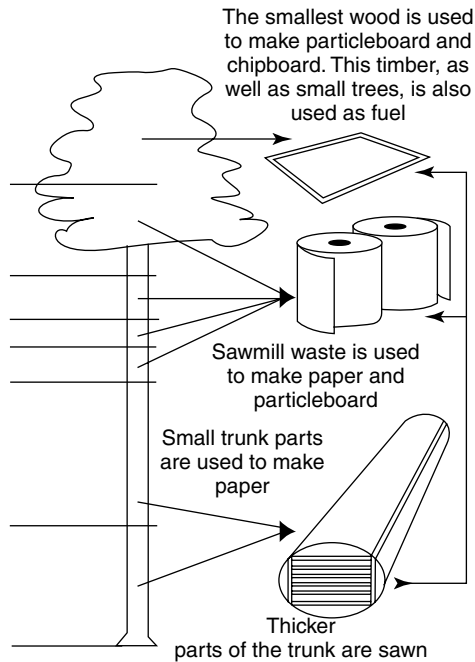 The smallest wood is used
to make particleboard and
chipboard. This timber, as
well as small trees, is also
used as fuel
Sawmill waste is used
to make paper and
particleboard
Small trunk parts
are used to make
paper
Thicker
parts of the trunk are sawn